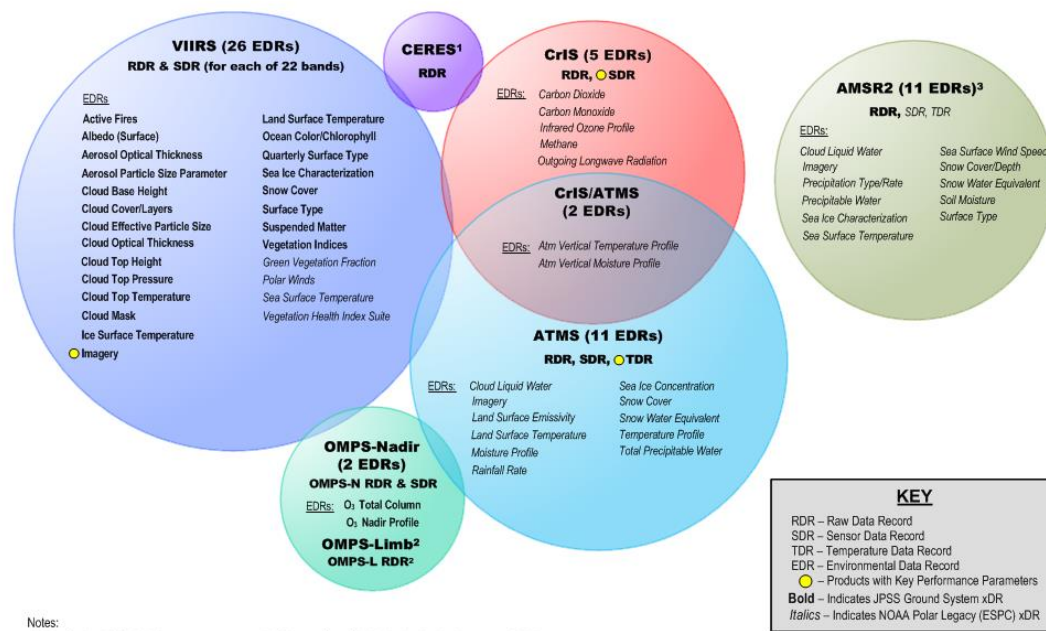 VIIRS (26 EDRs)
RDR & SDR (for each of 22 bands)
EDRs
Active Fires
Albedo (Surface)
Aerosol Optical Thickness
Aerosol Particle Size Parameter
Cloud Base Height
Cloud Cover/Layers
Cloud Effective Particle Size
Cloud Optical Thickness
Cloud Top Height
Cloud Top Pressure
Cloud Top Temperature
Cloud Mask
Ice Surface Temperature
Imagery
Land Surface Temperature
Ocean Color/Chlorophyll
Quarterly Surface Type
Sea Ice Characterization
Snow Cover
Surface Type
Suspended Matter
Vegetation Indices
Green Vegetation Fraction
Polar Winds
Sea Surface Temperature
Vegetation Health Index Suite
CERES¹
RDR
CrIS (5 EDRs)
RDR, SDR
EDRs:
Carbon Dioxide
Carbon Monoxide
Infrared Ozone Profile
Methane
Outgoing Longwave Radiation
CrIS/ATMS
(2 EDRs)
EDRs:
Atm Vertical Temperature Profile
Atm Vertical Moisture Profile
ATMS (11 EDRs)
RDR, SDR, TDR
EDRs:
Cloud Liquid Water
Imagery
Land Surface Emissivity
Land Surface Temperature
Moisture Profile
Rainfall Rate
Sea Ice Concentration
Snow Cover
Snow Water Equivalent
Temperature Profile
Total Precipitable Water
AMSR2 (11 EDRs)³
RDR, SDR, TDR
EDRs:
Cloud Liquid Water
Imagery
Precipitation Type/Rate
Precipitable Water
Sea Ice Characterization
Sea Surface Temperature
Sea Surface Wind Speed
Snow Cover/Depth
Snow Water Equivalent
Soil Moisture
Surface Type
OMPS-Nadir
(2 EDRs)
OMPS-N RDR & SDR
EDRs:
O₃ Total Column
O₃ Nadir Profile
OMPS-Limb²
OMPS-L RDR²
KEY
RDR – Raw Data Record
SDR – Sensor Data Record
TDR – Temperature Data Record
EDR – Environmental Data Record
– Products with Key Performance Parameters
Bold – Indicates JPSS Ground System xDR
Italics – Indicates NOAA Polar Legacy (ESPC) xDR
Notes: